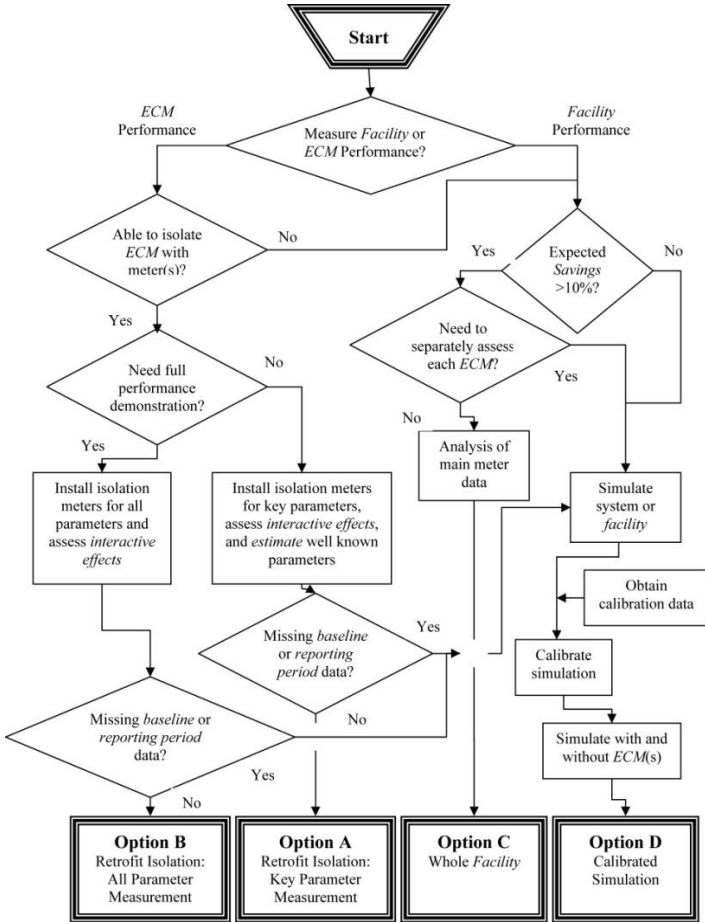 Start
ECM
Performance
Facility
Performance
Measure Facility or
ECM Performance?
Able to isolate
ECM with
meter(s)?
No
Yes
Expected
Savings
>10%?
No
Yes
Need to
separately assess
each ECM?
Yes
No
Need full
performance
demonstration?
No
Yes
Analysis of
main meter
data
Install isolation
meters for all
parameters and
assess interactive
effects
Install isolation meters
for key parameters,
assess interactive effects,
and estimate well known
parameters
Simulate
system or
facility
Obtain
calibration data
Missing baseline
or reporting
period data?
Yes
No
Calibrate
simulation
Missing baseline or
reporting period
data?
Yes
No
Simulate with and
without ECM(s)
Option B
Retrofit Isolation:
All Parameter
Measurement
Option A
Retrofit Isolation:
Key Parameter
Measurement
Option C
Whole Facility
Option D
Calibrated
Simulation